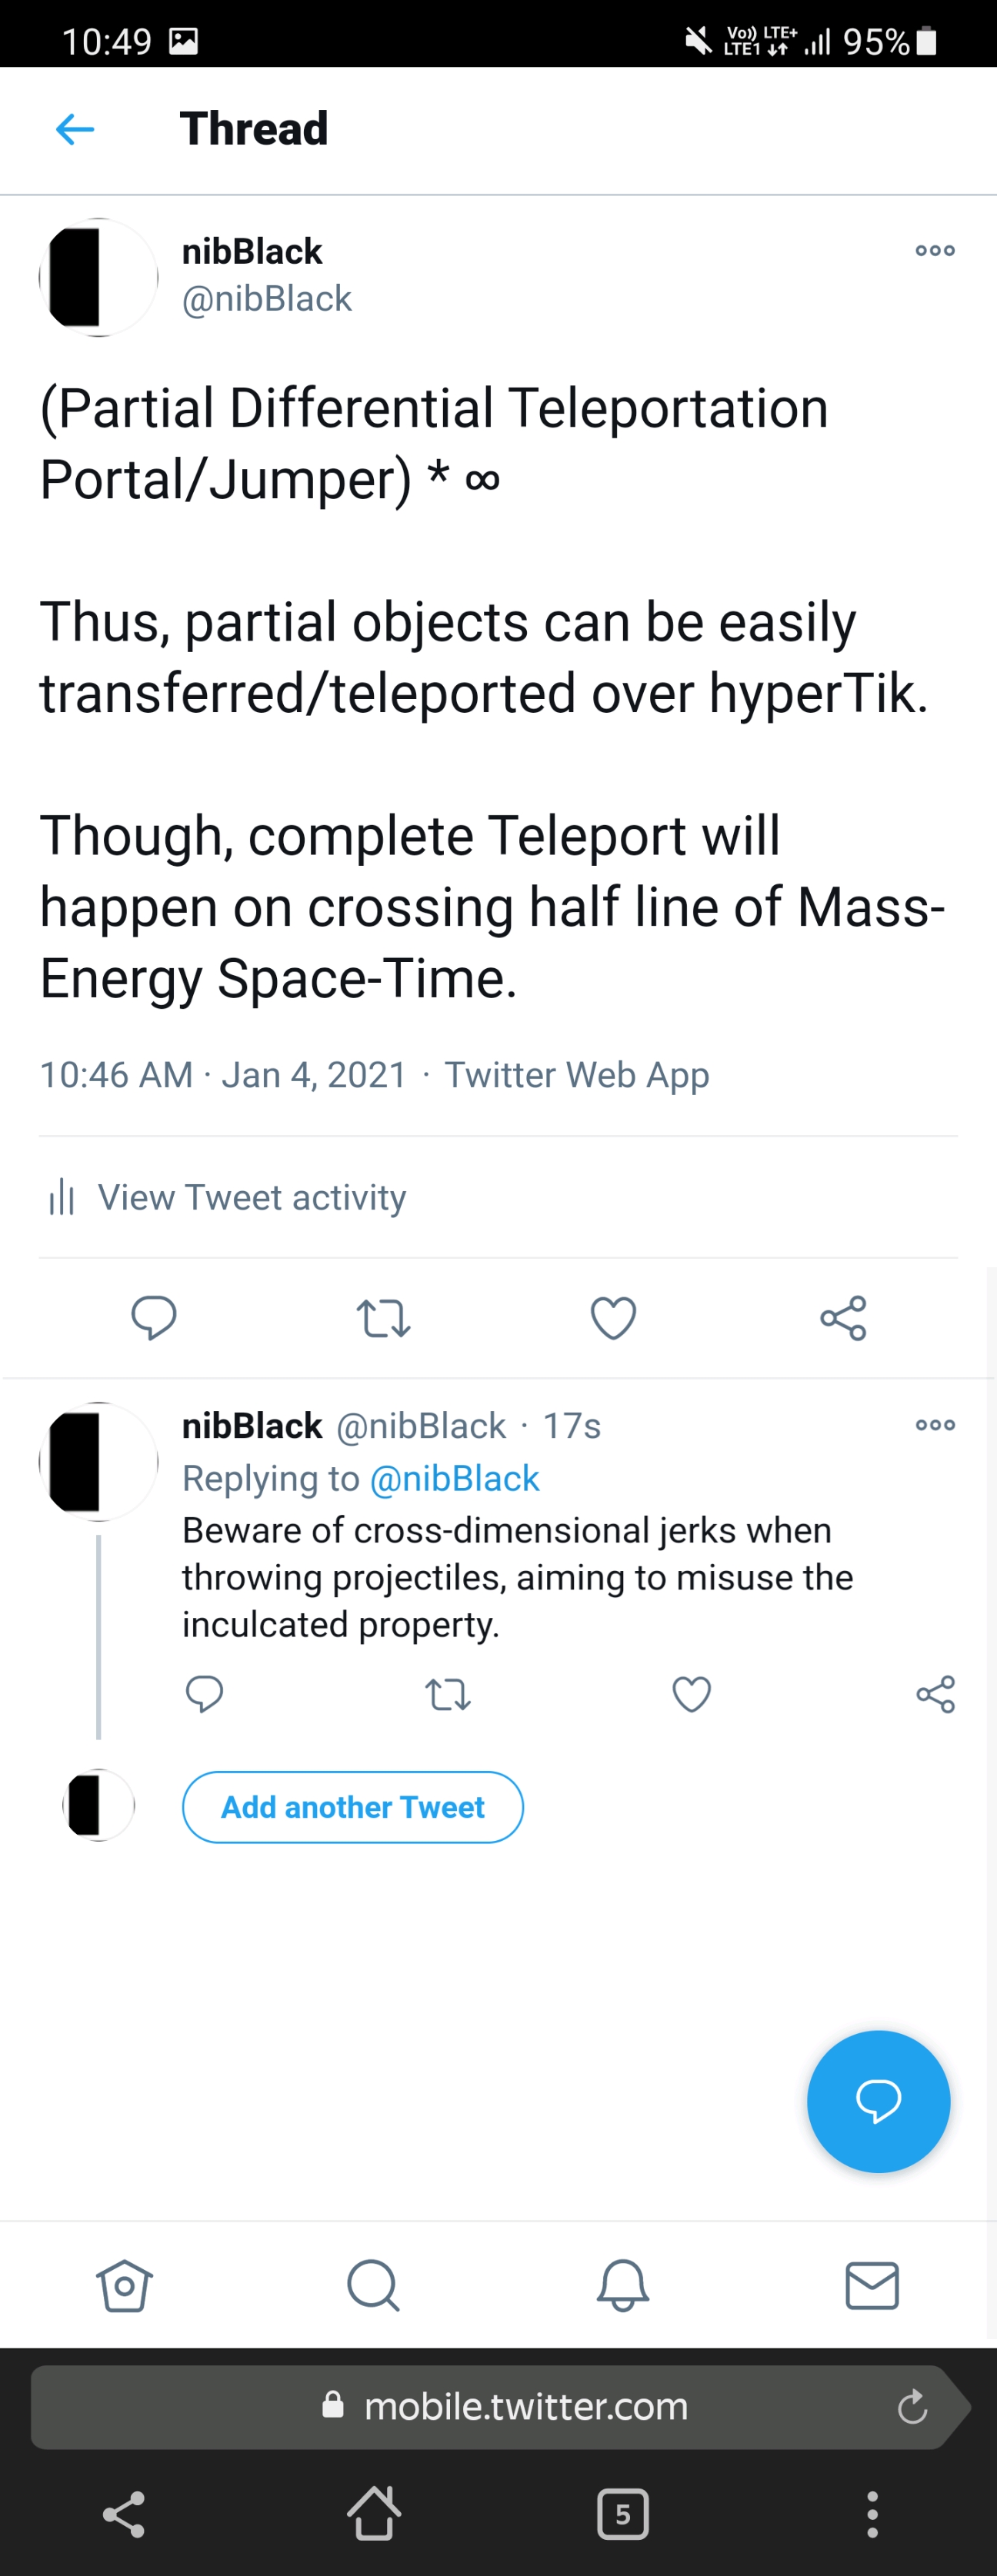 10:49
Vo)) LTE+
LTE1
95%
Thread
nibBlack
@nibBlack
(Partial Differential Teleportation
Portal/Jumper) * ∞
Thus, partial objects can be easily
transferred/teleported over hyperTik.
Though, complete Teleport will
happen on crossing half line of Mass-
Energy Space-Time.
10:46 AM · Jan 4, 2021 · Twitter Web App
View Tweet activity
nibBlack @nibBlack · 17s
Replying to @nibBlack
Beware of cross-dimensional jerks when
throwing projectiles, aiming to misuse the
inculcated property.
Add another Tweet
mobile.twitter.com
5